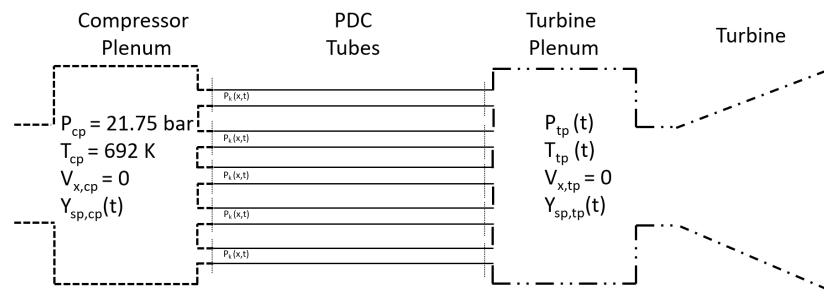 Compressor
Plenum
PDC
Tubes
Turbine
Plenum
Turbine
P_cp = 21.75 bar
T_cp = 692 K
V_x,cp = 0
Y_sp,cp(t)
P_k(x,t)
P_k(x,t)
P_k(x,t)
P_k(x,t)
P_k(x,t)
P_tp (t)
T_tp (t)
V_x,tp = 0
Y_sp,tp(t)